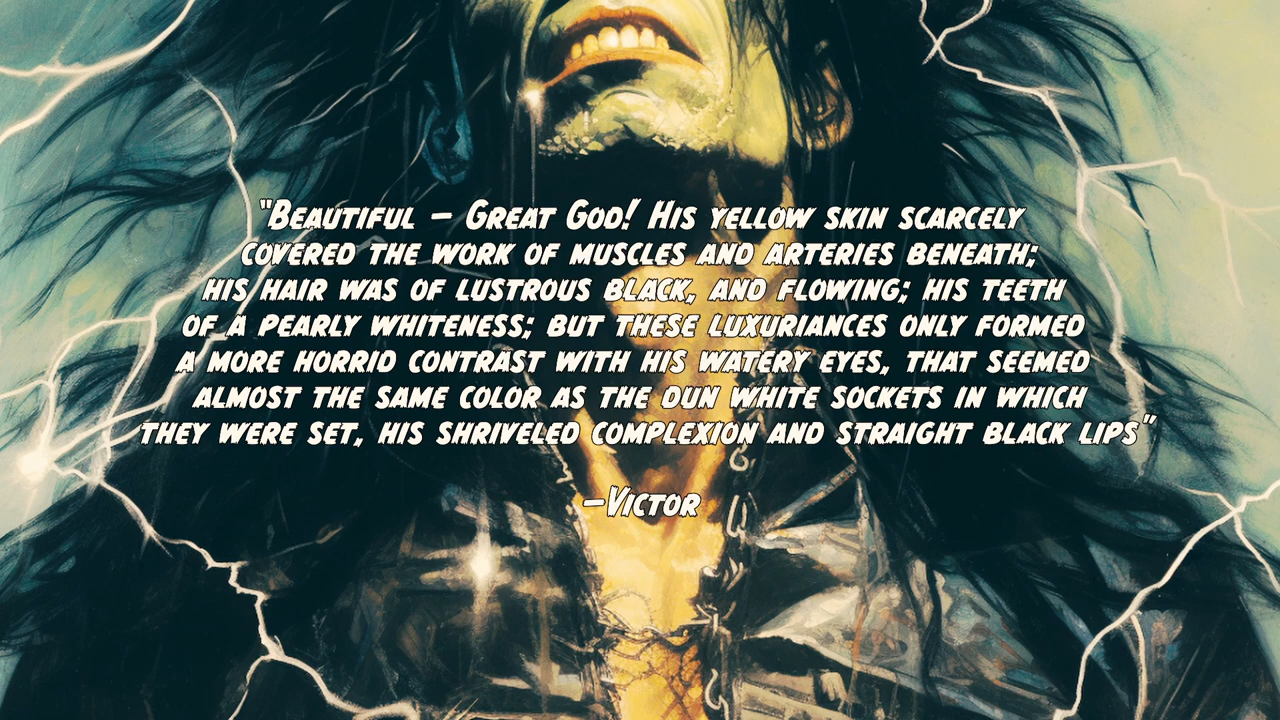 "Beautiful – Great God! His yellow skin scarcely
covered the work of muscles and arteries beneath;
his hair was of lustrous black, and flowing; his teeth
of a pearly whiteness; but these luxuriances only formed
a more horrid contrast with his watery eyes, that seemed
almost the same color as the dun white sockets in which
they were set, his shriveled complexion and straight black lips"
–Victor